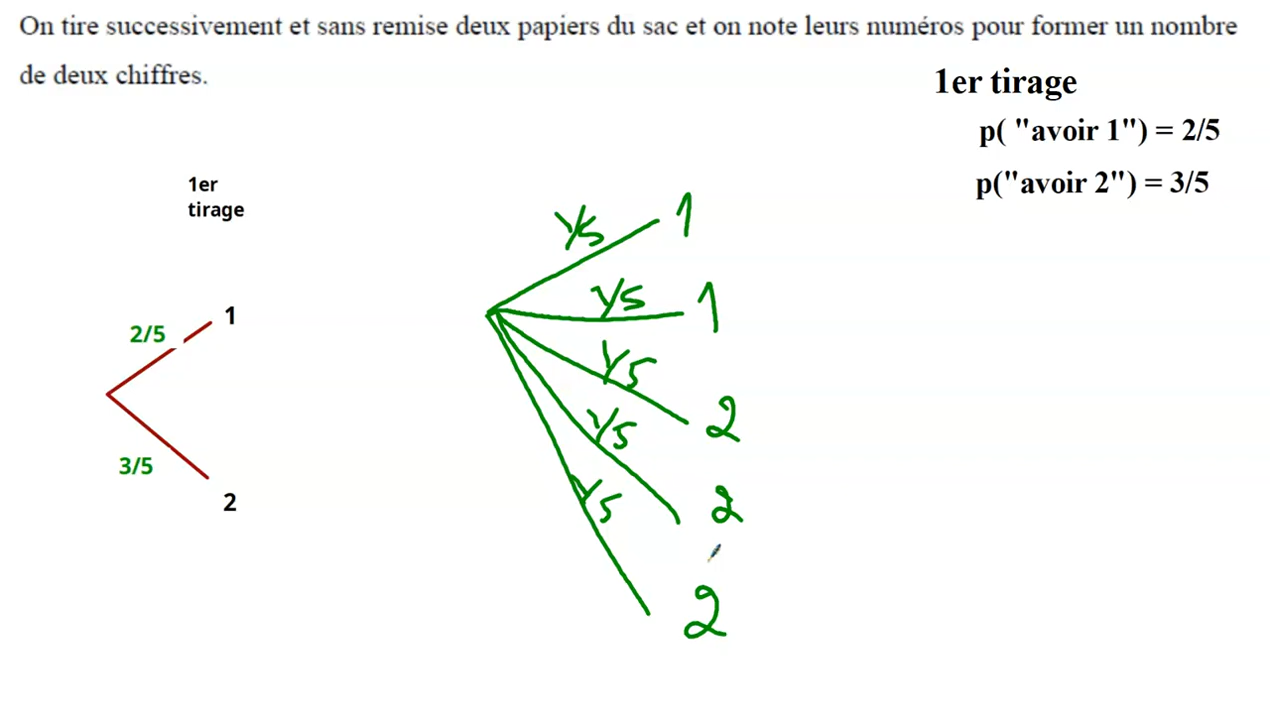 On tire successivement et sans remise deux papiers du sac et on note leurs numéros pour former un nombre
de deux chiffres.
1er tirage
p( "avoir 1") = 2/5
p("avoir 2") = 3/5
1er
tirage
2/5
1
3/5
2
1/5 1
1/5 1
1/5 2
1/5 2
1/5 2